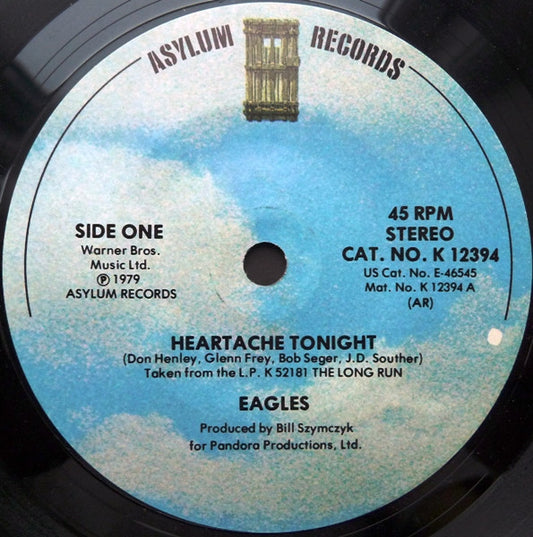 ASYLUM RECORDS
SIDE ONE
Warner Bros.
Music Ltd.
℗ 1979
ASYLUM RECORDS
45 RPM
STEREO
CAT. NO. K 12394
US Cat. No. E-46545
Mat. No. K 12394 A
(AR)
HEARTACHE TONIGHT
(Don Henley, Glenn Frey, Bob Seger, J.D. Souther)
Taken from the L.P. K 52181 THE LONG RUN
EAGLES
Produced by Bill Szymczyk
for Pandora Productions, Ltd.